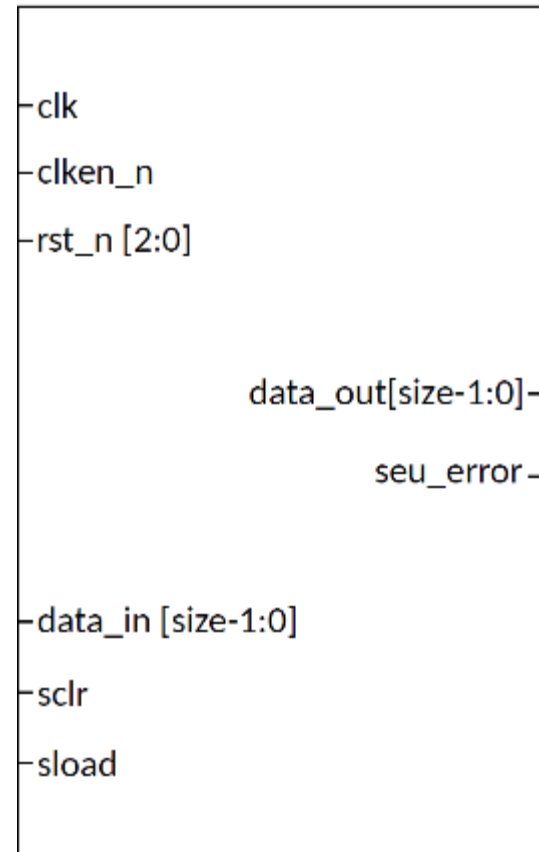 clk
clken_n
rst_n [2:0]
data_out[size-1:0]
seu_error
data_in [size-1:0]
sclr
sload